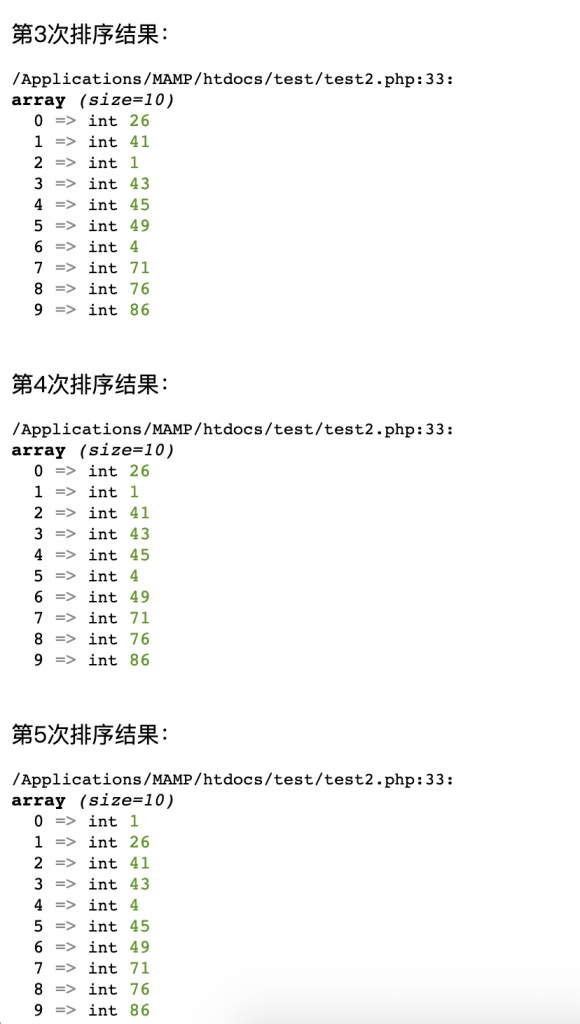 第3次排序结果：
/Applications/MAMP/htdocs/test/test2.php:33:
array (size=10)
0 => int 26
1 => int 41
2 => int 1
3 => int 43
4 => int 45
5 => int 49
6 => int 4
7 => int 71
8 => int 76
9 => int 86
第4次排序结果：
/Applications/MAMP/htdocs/test/test2.php:33:
array (size=10)
0 => int 26
1 => int 1
2 => int 41
3 => int 43
4 => int 45
5 => int 4
6 => int 49
7 => int 71
8 => int 76
9 => int 86
第5次排序结果：
/Applications/MAMP/htdocs/test/test2.php:33:
array (size=10)
0 => int 1
1 => int 26
2 => int 41
3 => int 43
4 => int 4
5 => int 45
6 => int 49
7 => int 71
8 => int 76
9 => int 86